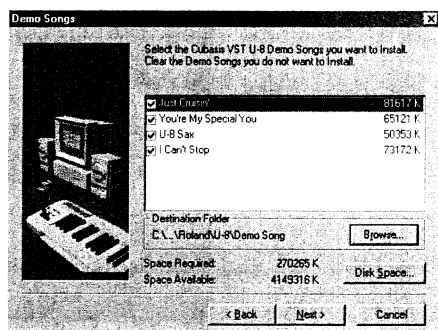 Demo Songs
Select the Cubasis VST U-8 Demo Songs you want to Install.
Clear the Demo Songs you do not want to Install.
Just Cruisin' 81617 K
You're My Special You 65121 K
U-8 Sax 50353 K
I Can't Stop 73172 K
Destination Folder
C:\...\Roland\U-8\Demo Song
Browse...
Space Required: 270265 K
Space Available: 4149316 K
Disk Space...
< Back
Next >
Cancel